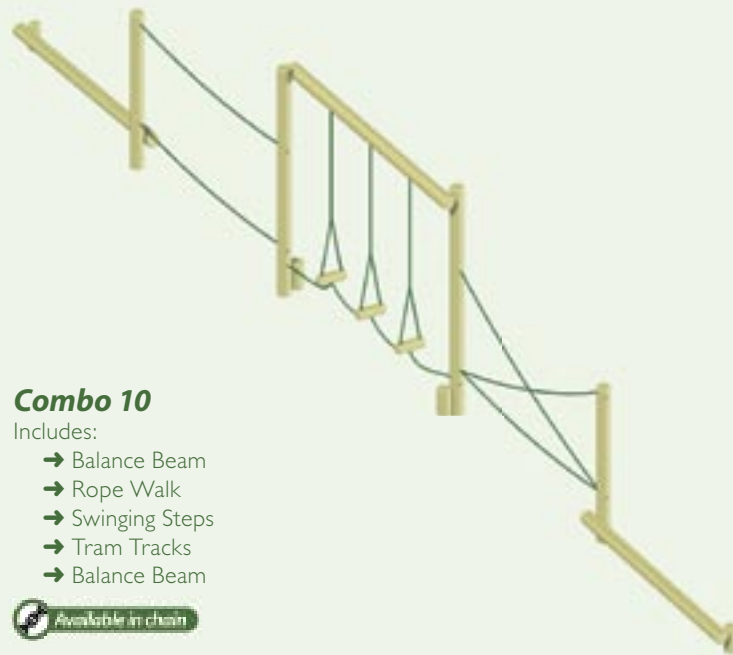 Combo 10
Includes:
➜ Balance Beam
➜ Rope Walk
➜ Swinging Steps
➜ Tram Tracks
➜ Balance Beam
Available in chain